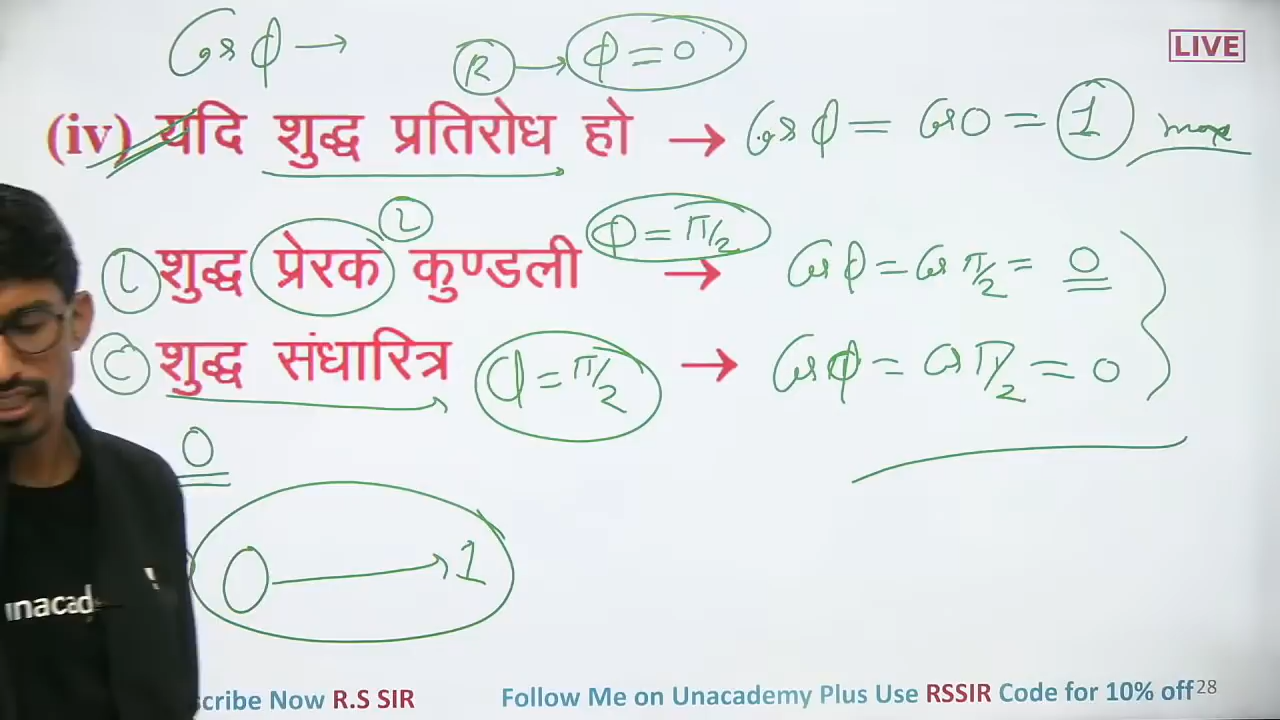 cos ϕ →
R → ϕ = 0
LIVE
(iv) यदि शुद्ध प्रतिरोध हो → cos ϕ = cos 0 = 1 max
L शुद्ध प्रेरक कुण्डली L ϕ = π/2 → cos ϕ = cos π/2 = 0
C शुद्ध संधारित्र ϕ = π/2 → cos ϕ = cos π/2 = 0
0
0 → 1
unacad
scribe Now R.S SIR
Follow Me on Unacademy Plus Use RSSIR Code for 10% off
28